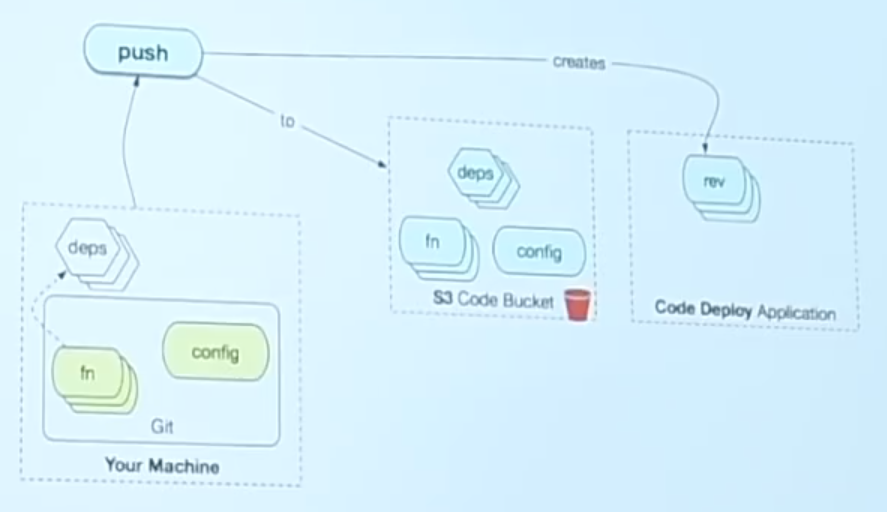 push
creates
to
deps
rev
fn
config
S3 Code Bucket
Code Deploy Application
deps
config
fn
Git
Your Machine